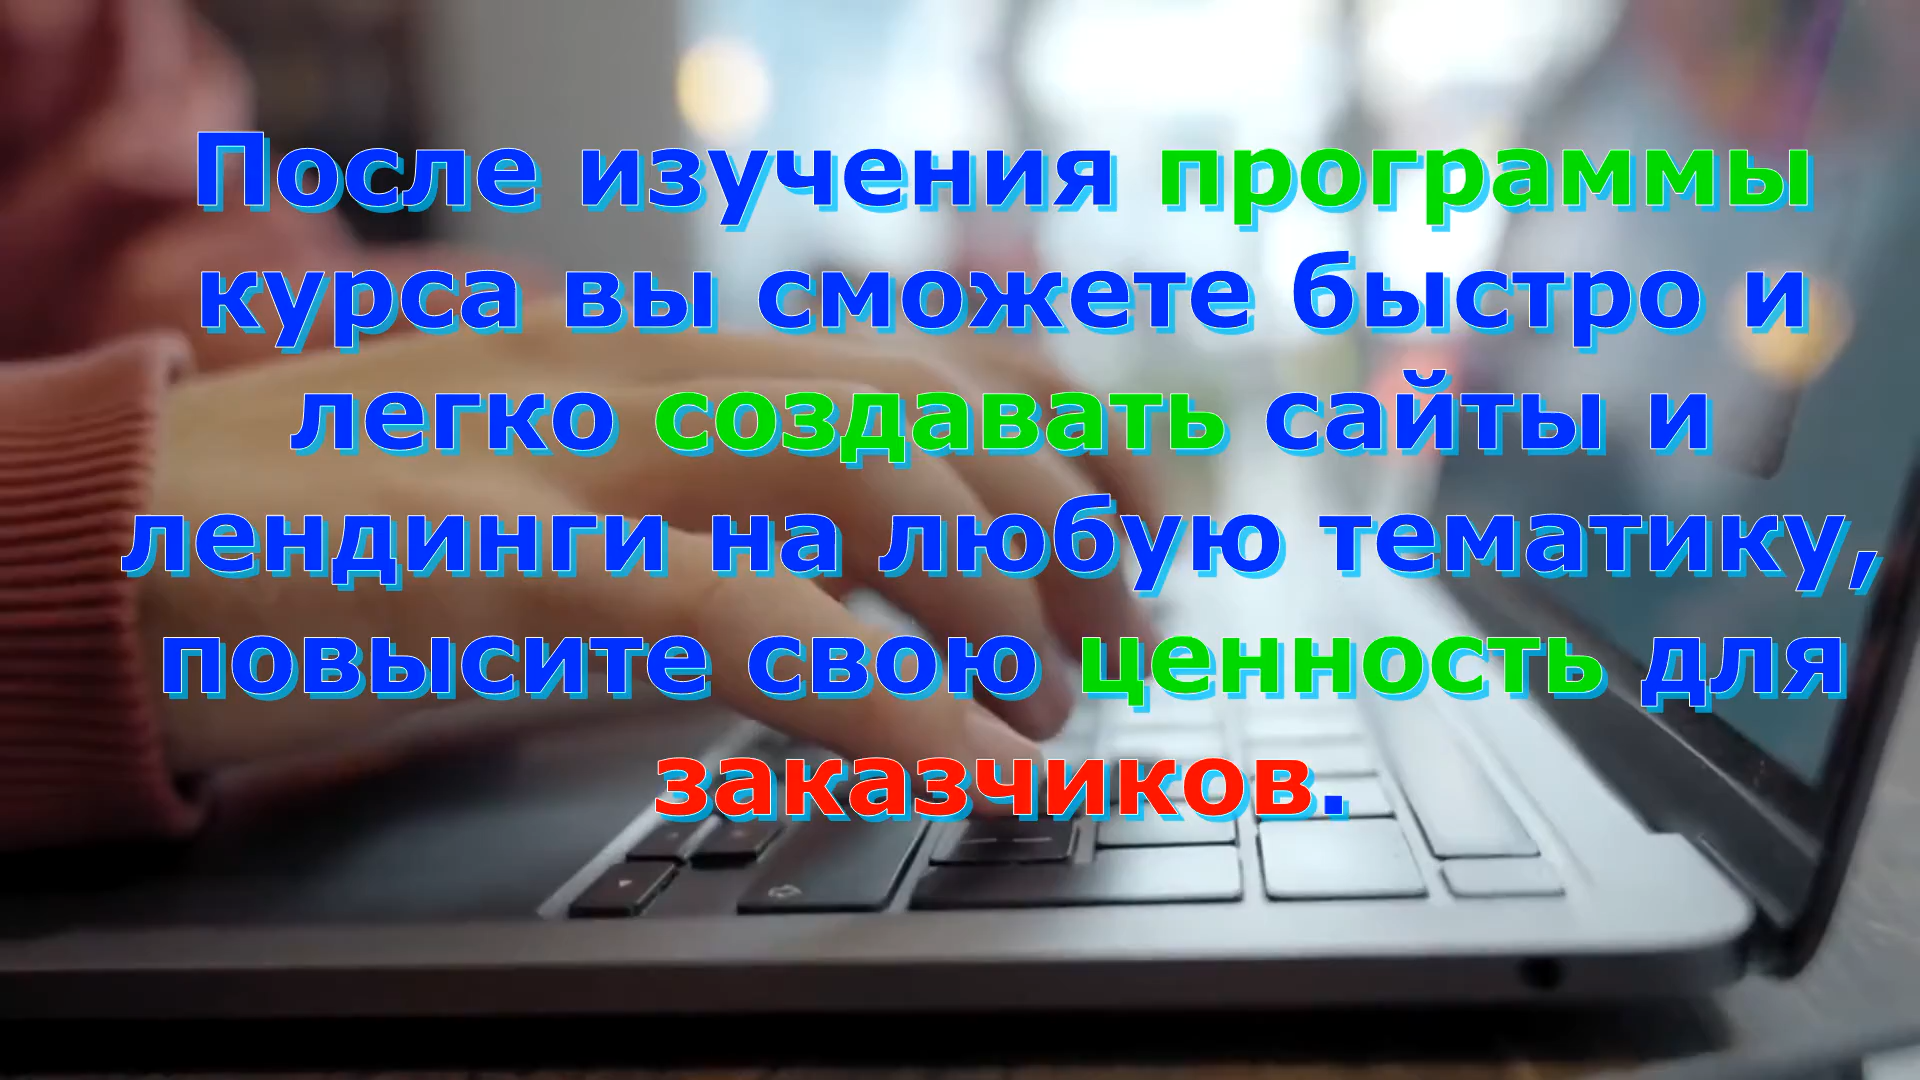 После изучения программы
курса вы сможете быстро и
легко создавать сайты и
лендинги на любую тематику,
повысите свою ценность для
заказчиков.